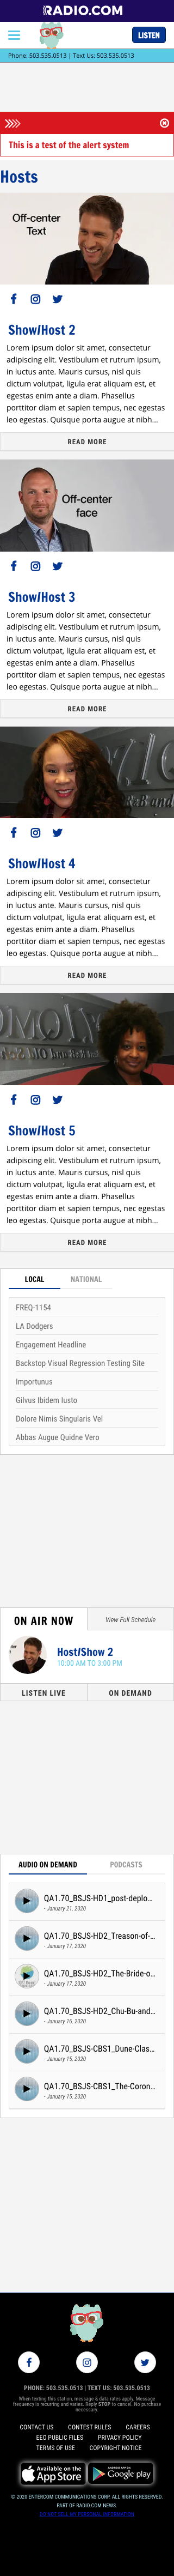 RADIO.COM
LISTEN
Phone: 503.535.0513 | Text Us: 503.535.0513
This is a test of the alert system
Hosts
Off-center
Text
Show/Host 2
Lorem ipsum dolor sit amet, consectetur
adipiscing elit. Vestibulum et rutrum ipsum,
in luctus ante. Mauris cursus, nisl quis
dictum volutpat, ligula erat aliquam est, et
egestas enim ante a diam. Phasellus
porttitor diam et sapien tempus, nec egestas
leo egestas. Quisque porta augue at nibh...
READ MORE
Off-center
face
Show/Host 3
Lorem ipsum dolor sit amet, consectetur
adipiscing elit. Vestibulum et rutrum ipsum,
in luctus ante. Mauris cursus, nisl quis
dictum volutpat, ligula erat aliquam est, et
egestas enim ante a diam. Phasellus
porttitor diam et sapien tempus, nec egestas
leo egestas. Quisque porta augue at nibh...
READ MORE
Show/Host 4
Lorem ipsum dolor sit amet, consectetur
adipiscing elit. Vestibulum et rutrum ipsum,
in luctus ante. Mauris cursus, nisl quis
dictum volutpat, ligula erat aliquam est, et
egestas enim ante a diam. Phasellus
porttitor diam et sapien tempus, nec egestas
leo egestas. Quisque porta augue at nibh...
READ MORE
Show/Host 5
Lorem ipsum dolor sit amet, consectetur
adipiscing elit. Vestibulum et rutrum ipsum,
in luctus ante. Mauris cursus, nisl quis
dictum volutpat, ligula erat aliquam est, et
egestas enim ante a diam. Phasellus
porttitor diam et sapien tempus, nec egestas
leo egestas. Quisque porta augue at nibh...
READ MORE
LOCAL NATIONAL
FREQ-1154
LA Dodgers
Engagement Headline
Backstop Visual Regression Testing Site
Importunus
Gilvus Ibidem Iusto
Dolore Nimis Singularis Vel
Abbas Augue Quidne Vero
ON AIR NOW View Full Schedule
Host/Show 2
10:00 AM TO 3:00 PM
LISTEN LIVE ON DEMAND
AUDIO ON DEMAND PODCASTS
QA1.70_BSJS-HD1_post-deplo...
- January 21, 2020
QA1.70_BSJS-HD2_Treason-of-...
- January 17, 2020
QA1.70_BSJS-HD2_The-Bride-o...
- January 17, 2020
QA1.70_BSJS-HD2_Chu-Bu-and...
- January 16, 2020
QA1.70_BSJS-CBS1_Dune-Clas...
- January 15, 2020
QA1.70_BSJS-CBS1_The-Coron...
- January 15, 2020
PHONE: 503.535.0513 | TEXT US: 503.535.0513
When texting this station, message & data rates apply. Message
frequency is recurring and varies. Reply STOP to cancel. No purchase
necessary.
CONTACT US CONTEST RULES CAREERS
EEO PUBLIC FILES PRIVACY POLICY
TERMS OF USE COPYRIGHT NOTICE
Available on the
App Store
ANDROID APP ON
Google play
© 2020 ENTERCOM COMMUNICATIONS CORP. ALL RIGHTS RESERVED.
PART OF RADIO.COM NEWS.
DO NOT SELL MY PERSONAL INFORMATION